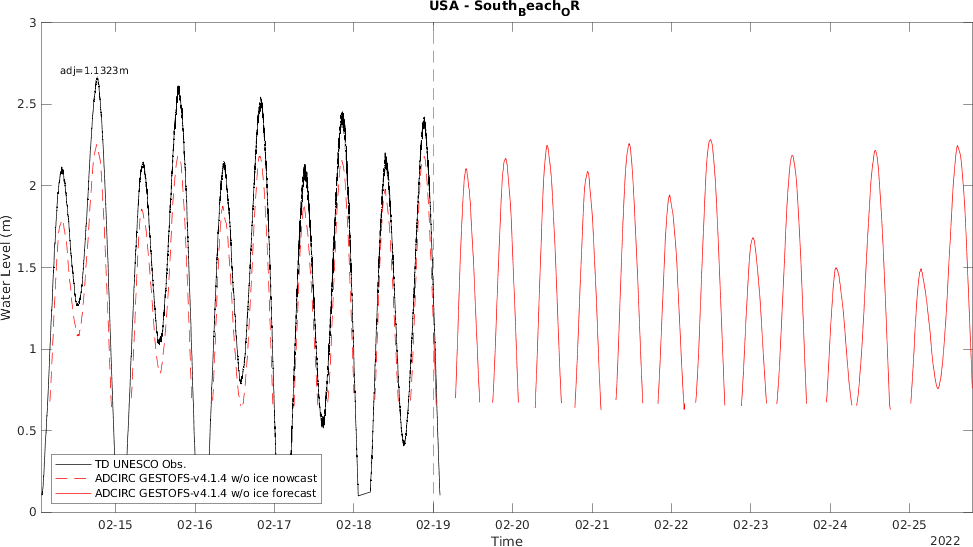 USA - SouthBeachOR
3
adj=1.1323m
2.5
2
1.5
1
0.5
0
Water Level (m)
TD UNESCO Obs.
ADCIRC GESTOFS-v4.1.4 w/o ice nowcast
ADCIRC GESTOFS-v4.1.4 w/o ice forecast
02-15 02-16 02-17 02-18 02-19 02-20 02-21 02-22 02-23 02-24 02-25
Time
2022